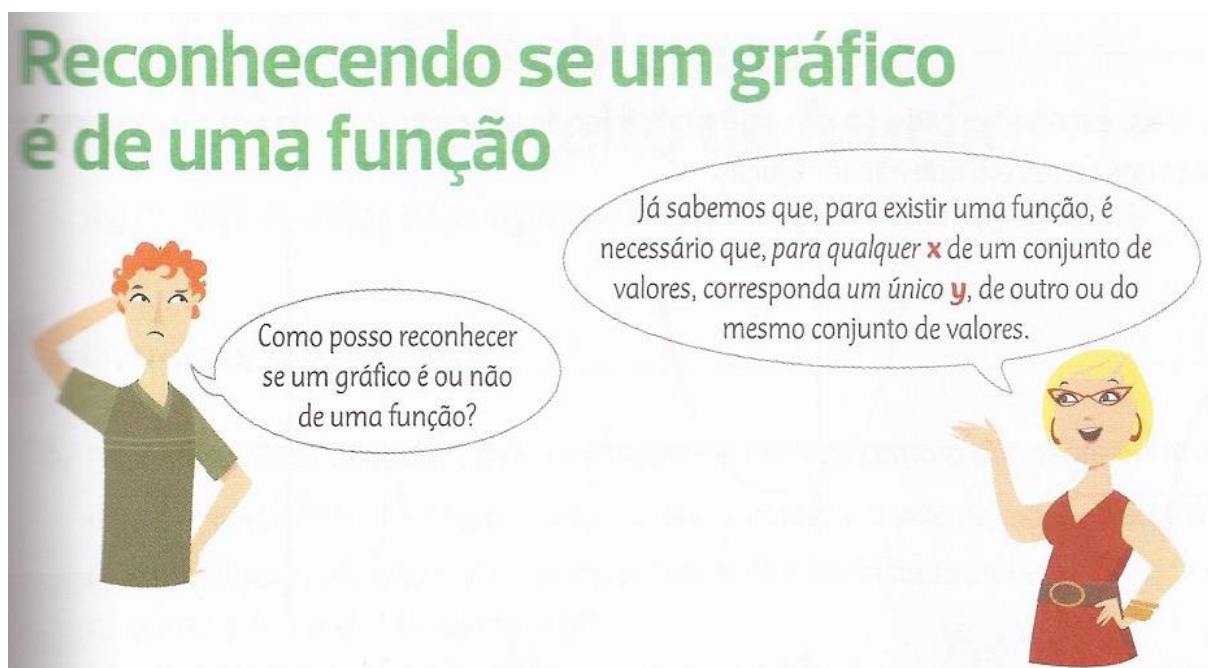 Reconhecendo se um gráfico
é de uma função
Já sabemos que, para existir uma função, é
necessário que, para qualquer x de um conjunto de
valores, corresponda um único y, de outro ou do
mesmo conjunto de valores.
Como posso reconhecer
se um gráfico é ou não
de uma função?